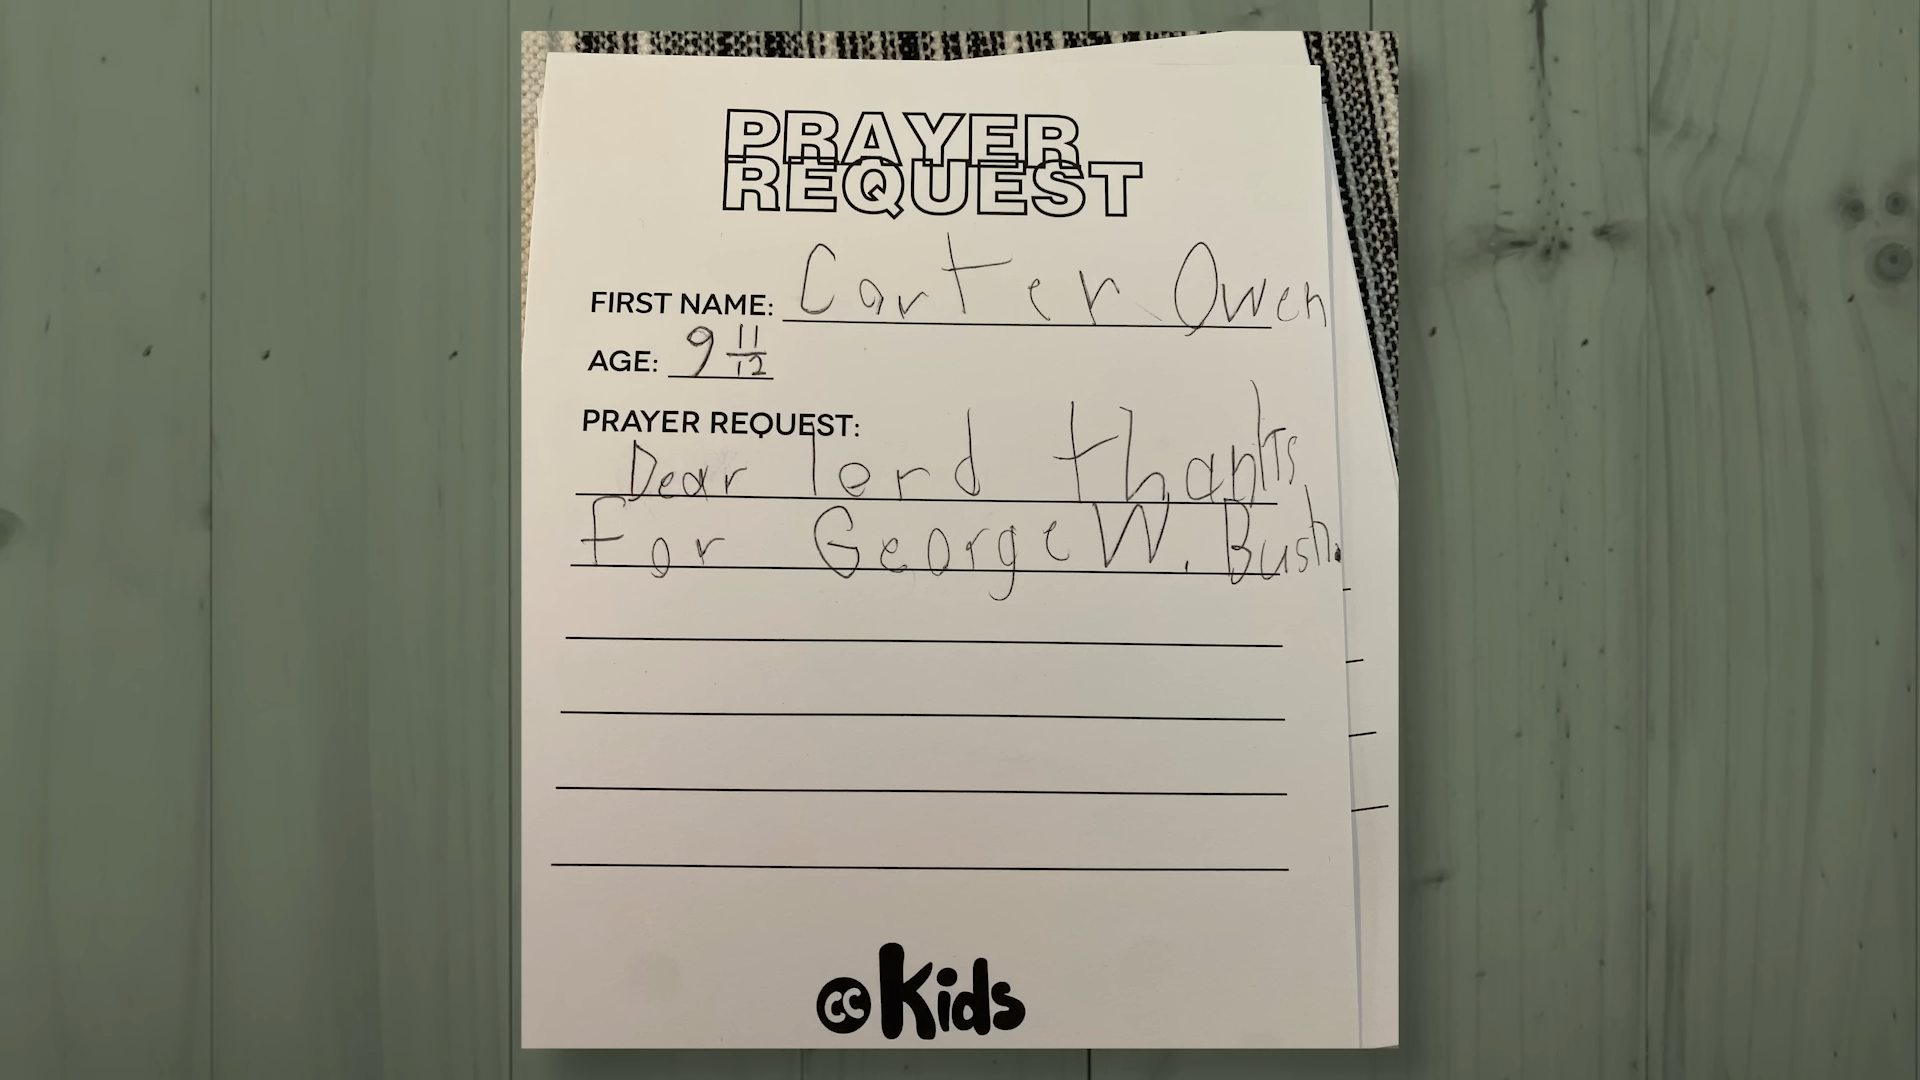 PRAYER
REQUEST
FIRST NAME: Carter Owen
AGE: 9 11/12
PRAYER REQUEST:
Dear lord thanks
For George W. Bush.
cc Kids